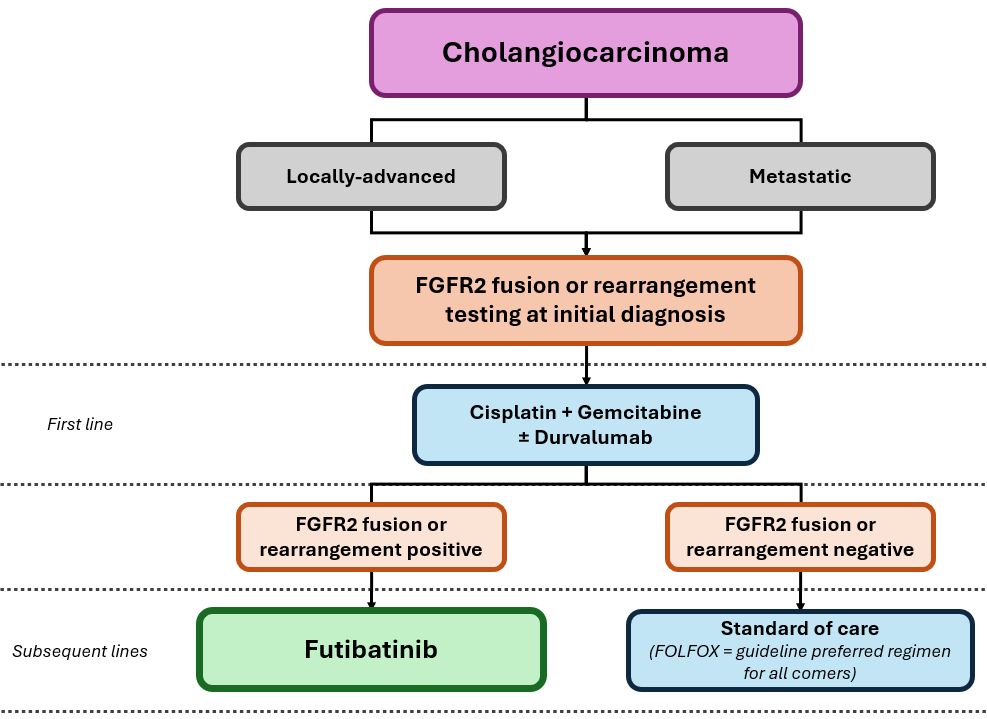 Cholangiocarcinoma
Locally-advanced
Metastatic
FGFR2 fusion or rearrangement
testing at initial diagnosis
First line
Cisplatin + Gemcitabine
± Durvalumab
FGFR2 fusion or
rearrangement positive
FGFR2 fusion or
rearrangement negative
Subsequent lines
Futibatinib
Standard of care
(FOLFOX = guideline preferred regimen
for all comers)